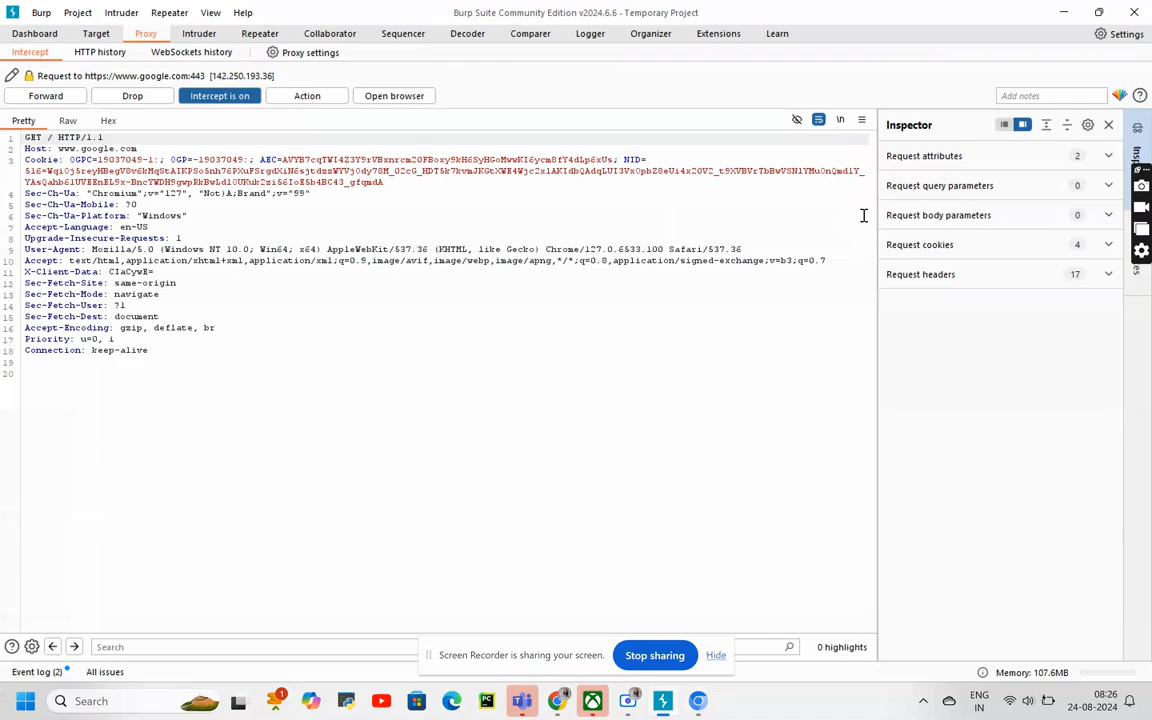 Burp Project Intruder Repeater View Help Burp Suite Community Edition v2024.6.6 - Temporary Project
Dashboard Target Proxy Intruder Repeater Collaborator Sequencer Decoder Comparer Logger Organizer Extensions Learn Settings
Intercept HTTP history WebSockets history Proxy settings
Request to https://www.google.com:443 [142.250.193.36]
Forward Drop Intercept is on Action Open browser Add notes
Pretty Raw Hex \n
Inspector
Request attributes 2
Request query parameters 0
Request body parameters 0
Request cookies 4
Request headers 17
1 GET / HTTP/1.1
2 Host: www.google.com
3 Cookie: OGPC=19037049-1:; OGP=-19037049:; NID=
4 Sec-Ch-Ua: "Chromium";v="127", "Not)A;Brand";v="99"
5 Sec-Ch-Ua-Mobile: ?0
6 Sec-Ch-Ua-Platform: "Windows"
7 Accept-Language: en-US
8 Upgrade-Insecure-Requests: 1
9 User-Agent: Mozilla/5.0 (Windows NT 10.0; Win64; x64) AppleWebKit/537.36 (KHTML, like Gecko) Chrome/127.0.6533.100 Safari/537.36
10 Accept: text/html,application/xhtml+xml,application/xml;q=0.9,image/avif,image/webp,image/apng,*/*;q=0.8,application/signed-exchange;v=b3;q=0.7
11 X-Client-Data: CIaCywE=
12 Sec-Fetch-Site: same-origin
13 Sec-Fetch-Mode: navigate
14 Sec-Fetch-User: ?1
15 Sec-Fetch-Dest: document
16 Accept-Encoding: gzip, deflate, br
17 Priority: u=0, i
18 Connection: keep-alive
19
20
Search 0 highlights
Screen Recorder is sharing your screen. Stop sharing Hide
Event log (2) All issues Memory: 107.6MB
Search 1 ENG IN 08:26
24-08-2024